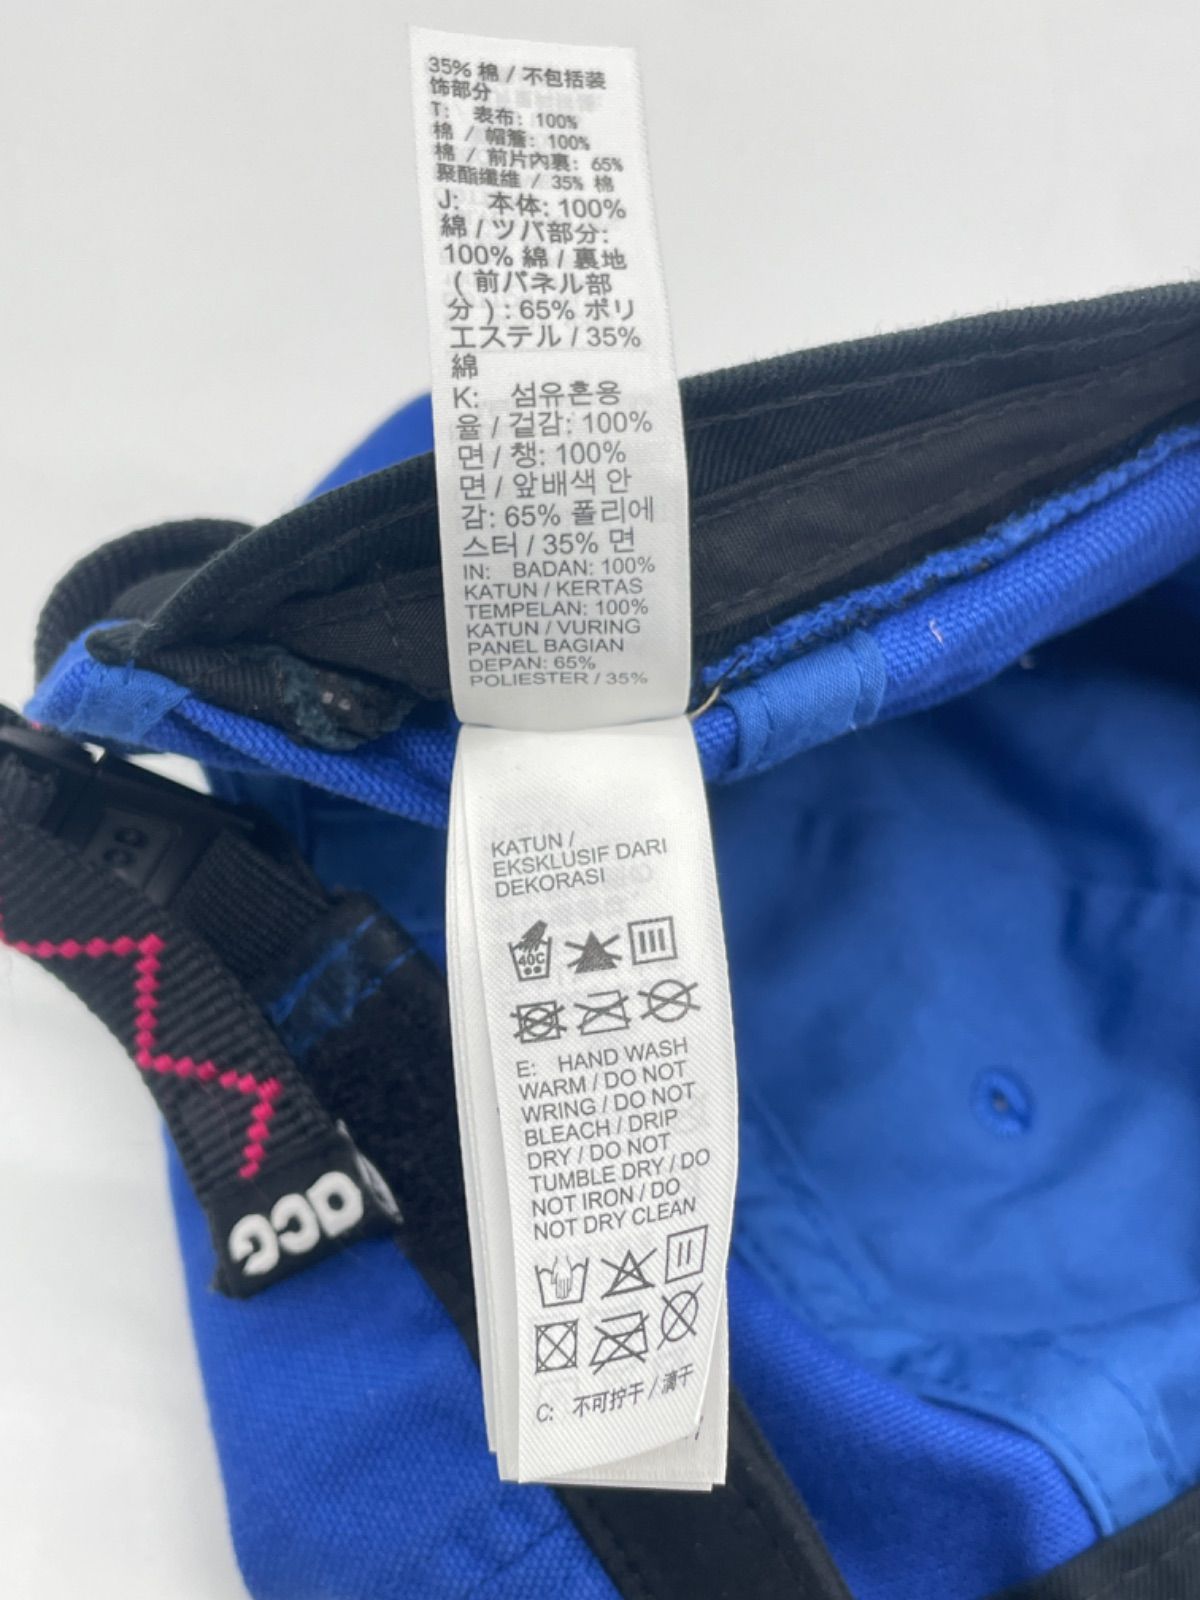 35% 棉 / 不包括装
饰部分
T: 表布: 100%
棉 / 帽簷: 100%
棉 / 前片內裏: 65%
聚酯纖維 / 35% 棉
J: 本体: 100%
綿 / ツバ部分:
100% 綿 / 裏地
( 前パネル部
分 ) : 65% ポリ
エステル / 35%
綿
K: 섬유혼용
율 / 겉감: 100%
면 / 챙: 100%
면 / 앞배색 안
감: 65% 폴리에
스터 / 35% 면
IN: BADAN: 100%
KATUN / KERTAS
TEMPELAN: 100%
KATUN / VURING
PANEL BAGIAN
DEPAN: 65%
POLIESTER / 35%
KATUN /
EKSKLUSIF DARI
DEKORASI
40C
E: HAND WASH
WARM / DO NOT
WRING / DO NOT
BLEACH / DRIP
DRY / DO NOT
TUMBLE DRY / DO
NOT IRON / DO
NOT DRY CLEAN
C: 不可拧干 / 滴干
acg